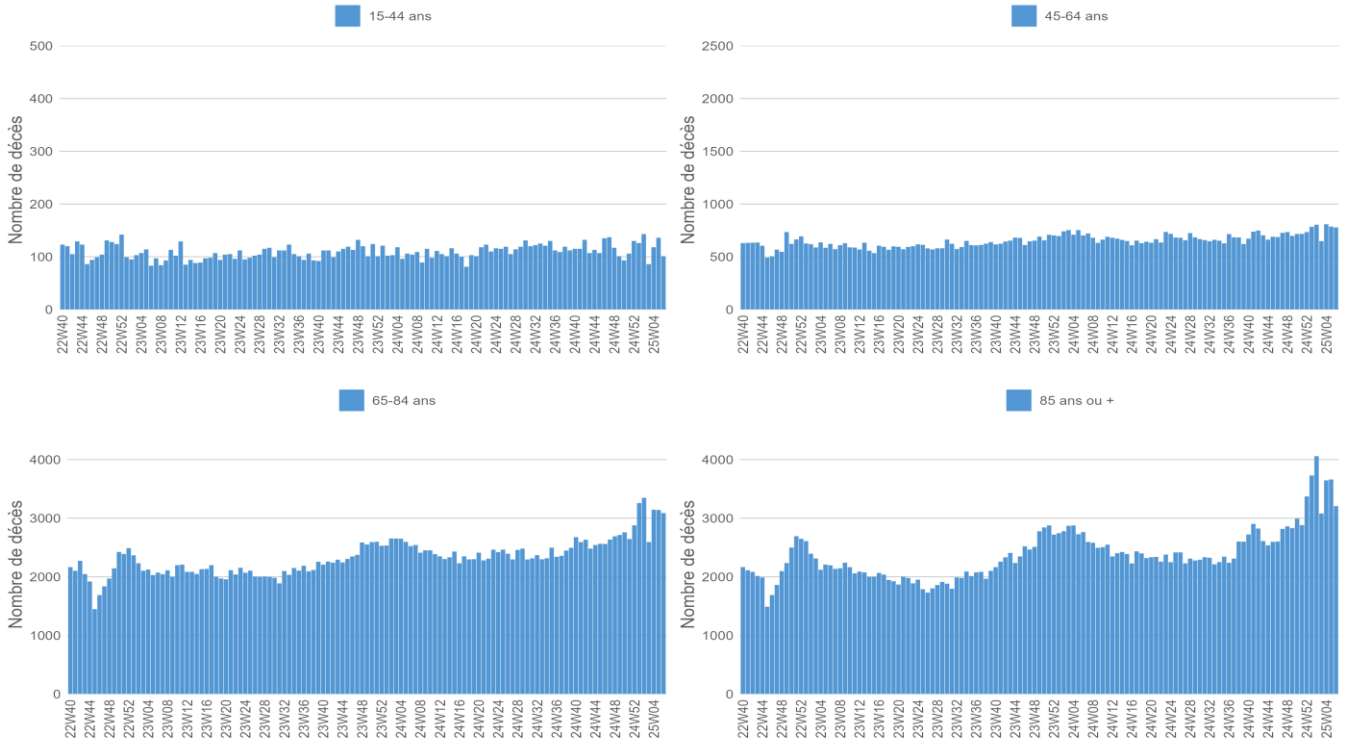 15-44 ans
500
400
300
200
100
0
Nombre de décès
22W40 22W44 22W48 22W52 23W04 23W08 23W12 23W16 23W20 23W24 23W28 23W32 23W36 23W40 23W44 23W48 23W52 24W04 24W08 24W12 24W16 24W20 24W24 24W28 24W32 24W36 24W40 24W44 24W48 24W52 25W04
45-64 ans
2500
2000
1500
1000
500
0
Nombre de décès
22W40 22W44 22W48 22W52 23W04 23W08 23W12 23W16 23W20 23W24 23W28 23W32 23W36 23W40 23W44 23W48 23W52 24W04 24W08 24W12 24W16 24W20 24W24 24W28 24W32 24W36 24W40 24W44 24W48 24W52 25W04
65-84 ans
4000
3000
2000
1000
0
Nombre de décès
22W40 22W44 22W48 22W52 23W04 23W08 23W12 23W16 23W20 23W24 23W28 23W32 23W36 23W40 23W44 23W48 23W52 24W04 24W08 24W12 24W16 24W20 24W24 24W28 24W32 24W36 24W40 24W44 24W48 24W52 25W04
85 ans ou +
4000
3000
2000
1000
0
Nombre de décès
22W40 22W44 22W48 22W52 23W04 23W08 23W12 23W16 23W20 23W24 23W28 23W32 23W36 23W40 23W44 23W48 23W52 24W04 24W08 24W12 24W16 24W20 24W24 24W28 24W32 24W36 24W40 24W44 24W48 24W52 25W04